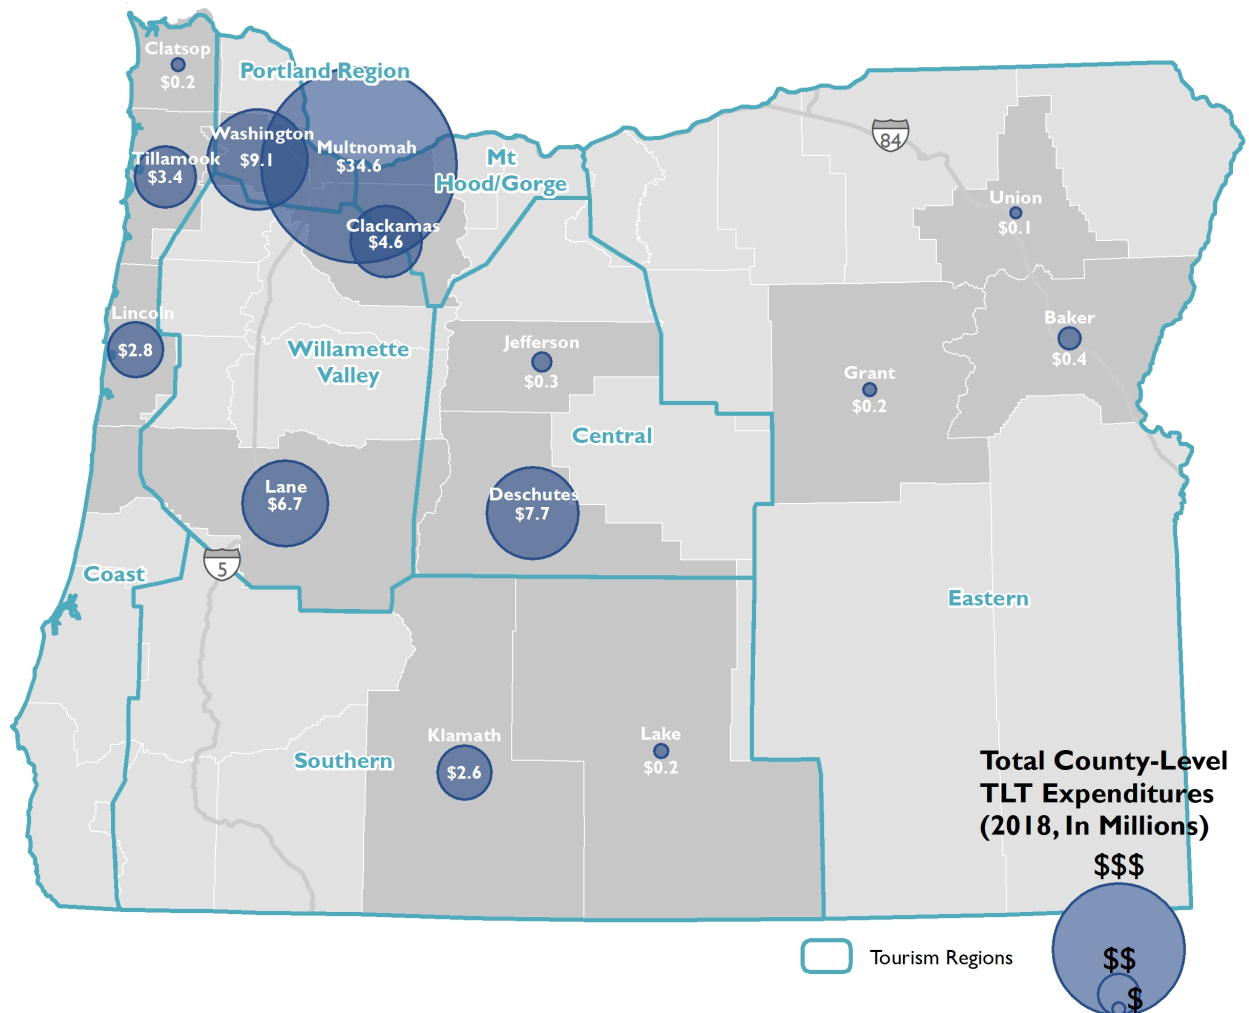 Clatsop
$0.2
Portland Region
Washington
$9.1
Multnomah
$34.6
Tillamook
$3.4
Mt
Hood/Gorge
84
Union
$0.1
Clackamas
$4.6
Lincoln
$2.8
Willamette
Valley
Jefferson
$0.3
Baker
$0.4
Grant
$0.2
Central
Lane
$6.7
Deschutes
$7.7
Coast
5
Eastern
Klamath
$2.6
Lake
$0.2
Southern
Total County-Level
TLT Expenditures
(2018, In Millions)
$$$
$$
$
Tourism Regions